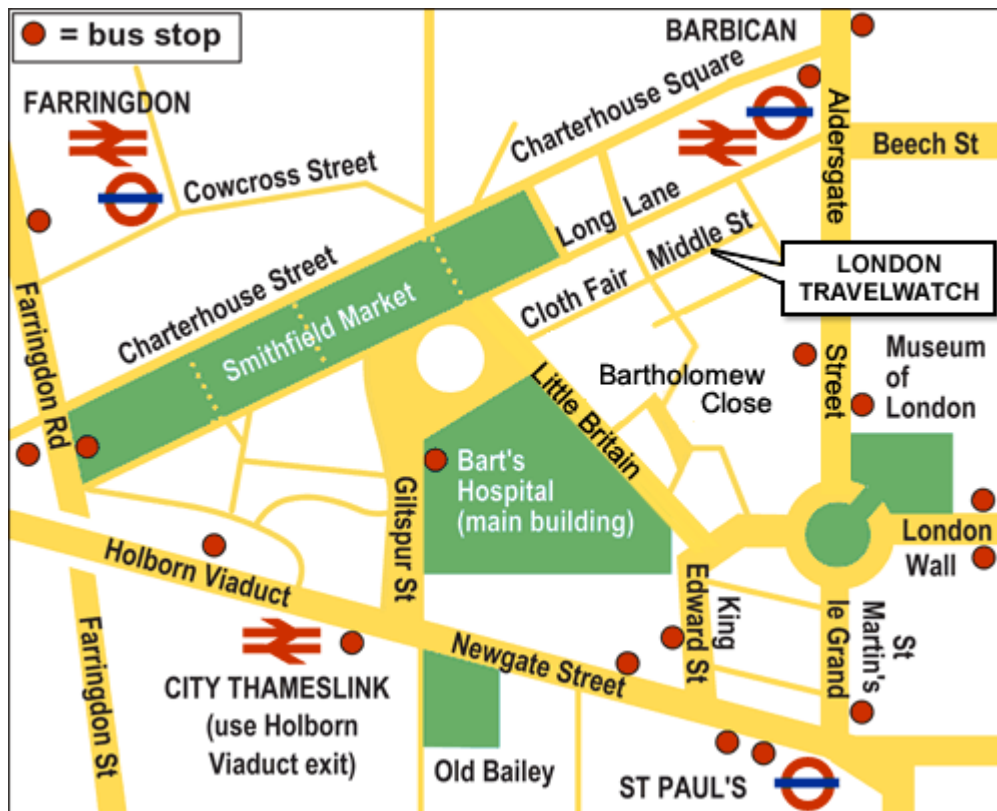 = bus stop
BARBICAN
FARRINGDON
Charterhouse Square
Aldersgate
Beech St
Cowcross Street
Long Lane
Middle St
LONDON
TRAVELWATCH
Charterhouse Street
Cloth Fair
Smithfield Market
Farringdon Rd
Street
Museum
of
London
Bartholomew
Close
Little Britain
Bart's
Hospital
(main building)
Giltspur St
London
Wall
Holborn Viaduct
King
Edward St
St
Martin's
le Grand
Newgate Street
Farringdon St
CITY THAMESLINK
(use Holborn
Viaduct exit)
Old Bailey
ST PAUL'S